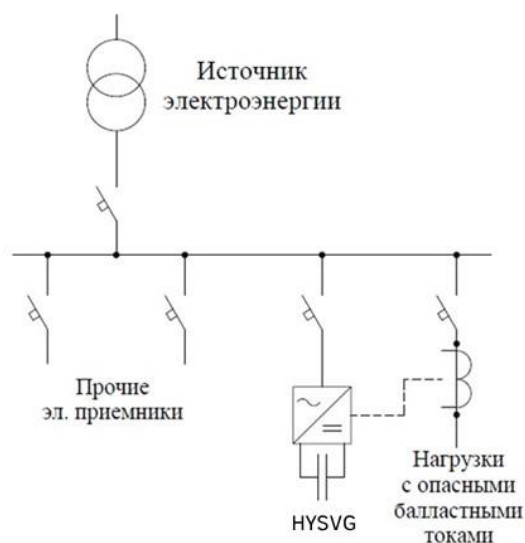 Источник
электроэнергии
Прочие
эл. приемники
HYSVG
Нагрузки
с опасными
балластными
токами